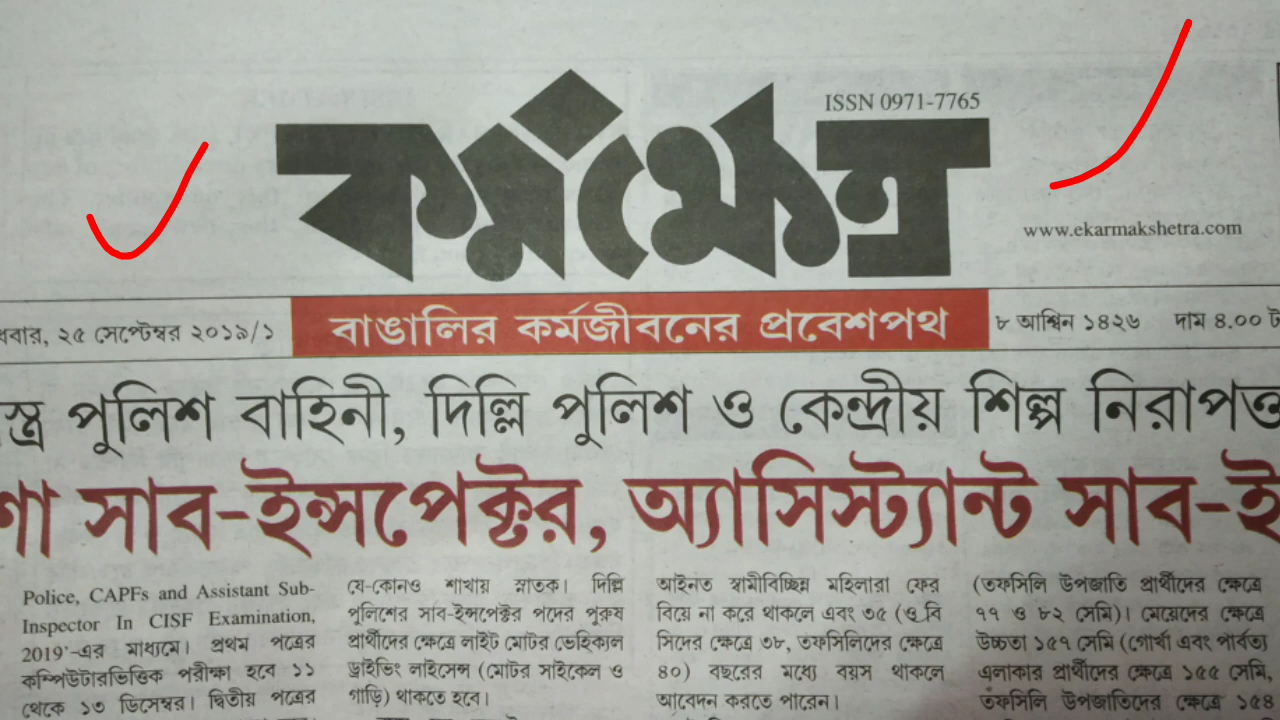 ISSN 0971-7765
কর্মক্ষেত্র
www.ekarmakshetra.com
২৫ সেপ্টেম্বর ২০১৯/১
বাঙালির কর্মজীবনের প্রবেশপথ
৮ আশ্বিন ১৪২৬ দাম ৪.০০
পুলিশ বাহিনী, দিল্লি পুলিশ ও কেন্দ্রীয় শিল্প
সাব-ইন্সপেক্টর, অ্যাসিস্ট্যান্ট সাব-ই
Police, CAPFs and Assistant Sub-
Inspector In CISF Examination,
2019'-এর মাধ্যমে। প্রথম পত্রের
কম্পিউটারভিত্তিক পরীক্ষা হবে ১১
থেকে ১৩ ডিসেম্বর। দ্বিতীয় পত্রের
যে-কোনও শাখায় স্নাতক। দিল্লি
পুলিশের সাব-ইন্সপেক্টর পদের পুরুষ
প্রার্থীদের ক্ষেত্রে লাইট মোটর ভেহিকাল
ড্রাইভিং লাইসেন্স (মোটর সাইকেল ও
গাড়ি) থাকতে হবে।
আইনত স্বামীবিচ্ছিন্ন মহিলারা ফের
বিয়ে না করে থাকলে এবং ৩৫ (ও বি
সিদের ক্ষেত্রে ৩৮, তফসিলিদের ক্ষেত্রে
৪০) বছরের মধ্যে বয়স থাকলে
আবেদন করতে পারেন।
(তফসিলি উপজাতি প্রার্থীদের ক্ষেত্রে
৭৭ ও ৮২ সেমি)। মেয়েদের ক্ষেত্রে
উচ্চতা ১৫৭ সেমি (গোর্খা এবং পার্বত্য
এলাকার প্রার্থীদের ক্ষেত্রে ১৫৫ সেমি,
তফসিলি উপজাতিদের ক্ষেত্রে ১৫৪